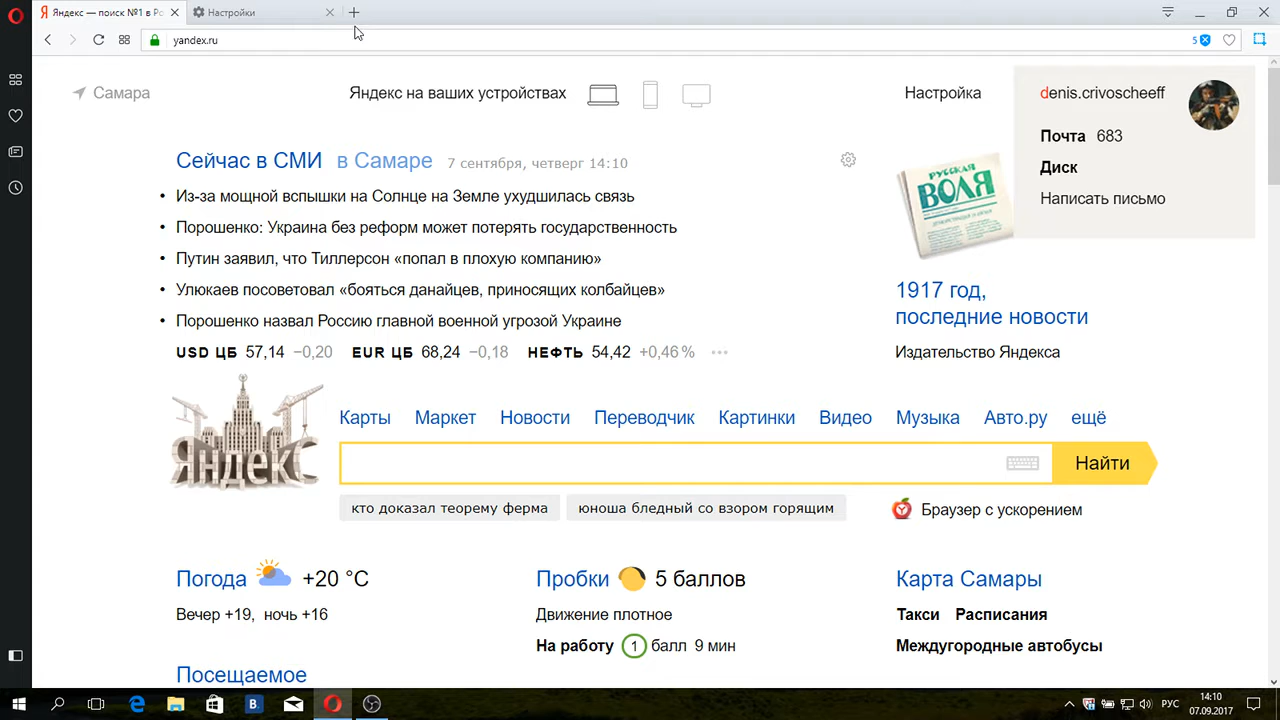 Яндекс — поиск №1 в Ро
Настройки
yandex.ru
5
Самара
Яндекс на ваших устройствах
Настройка
denis.crivoscheeff
Почта 683
Диск
Написать письмо
Сейчас в СМИ в Самаре 7 сентября, четверг 14:10
• Из-за мощной вспышки на Солнце на Земле ухудшилась связь
• Порошенко: Украина без реформ может потерять государственность
• Путин заявил, что Тиллерсон «попал в плохую компанию»
• Улюкаев посоветовал «бояться данайцев, приносящих колбайцев»
• Порошенко назвал Россию главной военной угрозой Украине
USD ЦБ 57,14 −0,20 EUR ЦБ 68,24 −0,18 НЕФТЬ 54,42 +0,46 % •••
РУССКАЯ
ВОЛЯ
1917 год,
последние новости
Издательство Яндекса
Яндекс
Карты Маркет Новости Переводчик Картинки Видео Музыка Авто.ру ещё
Найти
кто доказал теорему ферма
юноша бледный со взором горящим
Браузер с ускорением
Погода +20 °C
Вечер +19, ночь +16
Посещаемое
Пробки 5 баллов
Движение плотное
На работу 1 балл 9 мин
Карта Самары
Такси Расписания
Междугородные автобусы
РУС
14:10
07.09.2017